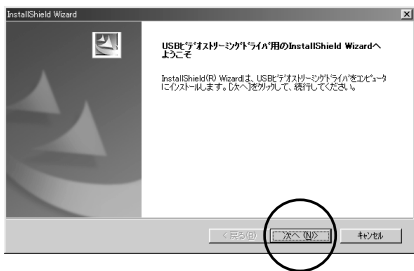 InstallShield Wizard
USBﾋﾞﾃﾞｵｽﾄﾘｰﾐﾝｸﾞﾄﾞﾗｲﾊﾞ用のInstallShield Wizardへ
ようこそ
InstallShield(R) Wizardは、USBﾋﾞﾃﾞｵｽﾄﾘｰﾐﾝｸﾞﾄﾞﾗｲﾊﾞをｺﾝﾋﾟｭｰﾀ
にｲﾝｽﾄｰﾙします。[次へ]をｸﾘｯｸして、続行してください。
< 戻る(B) 次へ (N)> ｷｬﾝｾﾙ